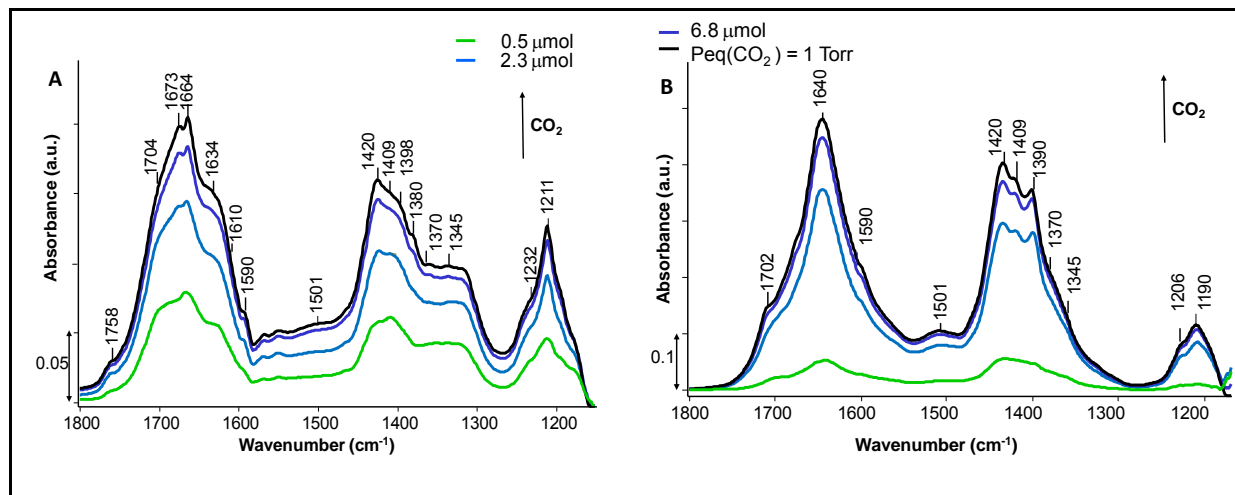 0.5 μmol
2.3 μmol
6.8 μmol
Peq(CO2 ) = 1 Torr
A
Absorbance (a.u.)
0.05
1758
1704
1673
1664
1634
1610
1590
1501
1420
1409
1398
1380
1370
1345
1232
1211
CO2
1800 1700 1600 1500 1400 1300 1200
Wavenumber (cm-1)
B
Absorbance (a.u.)
0.1
1702
1640
1590
1501
1420
1409
1390
1370
1345
1206
1190
CO2
1800 1700 1600 1500 1400 1300 1200
Wavenumber (cm-1)